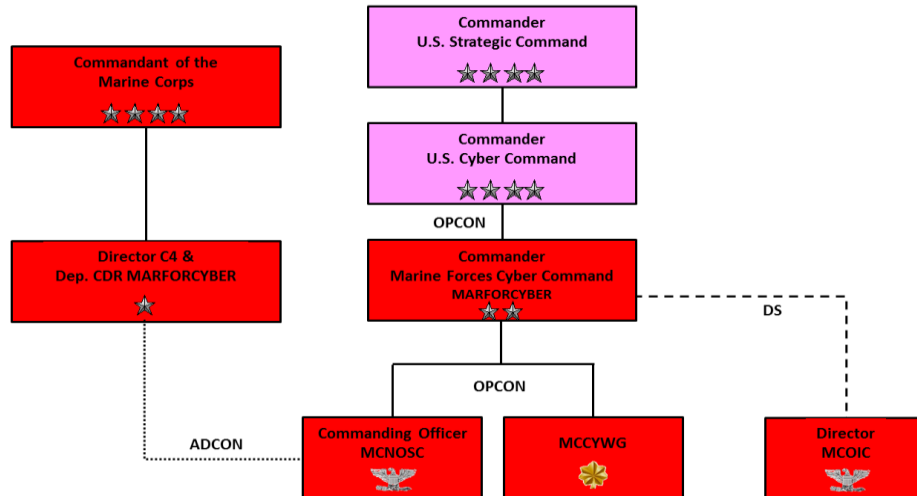 Commander
U.S. Strategic Command
Commandant of the
Marine Corps
Commander
U.S. Cyber Command
OPCON
Director C4 &
Dep. CDR MARFORCYBER
Commander
Marine Forces Cyber Command
MARFORCYBER
DS
OPCON
ADCON
Commanding Officer
MCNOSC
MCCYWG
Director
MCOIC